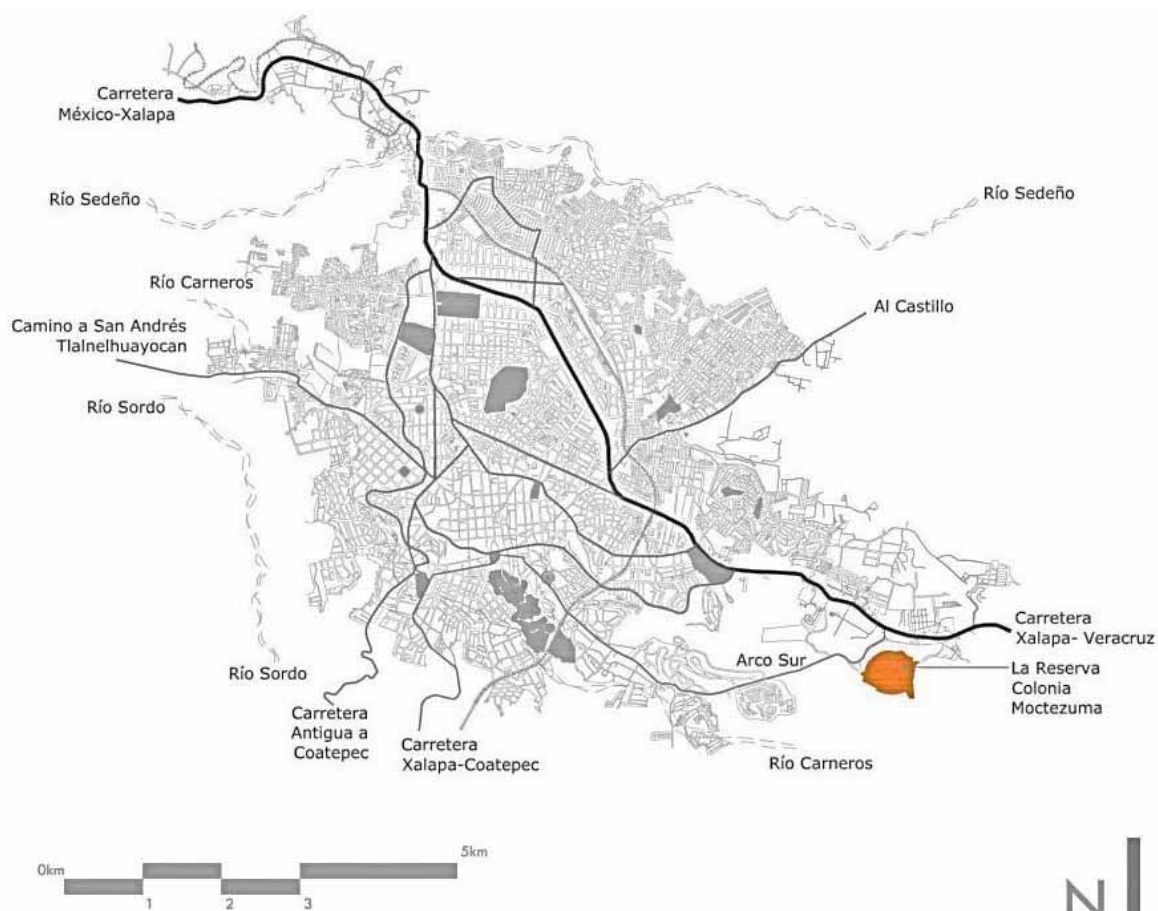 Carretera
México-Xalapa
Río Sedeño
Río Sedeño
Río Carneros
Camino a San Andrés
Tlalnelhuayocan
Al Castillo
Río Sordo
Carretera
Xalapa- Veracruz
Arco Sur
La Reserva
Colonia
Moctezuma
Río Sordo
Carretera
Antigua a
Coatepec
Carretera
Xalapa-Coatepec
Río Carneros
0km
5km
1
2
3
N